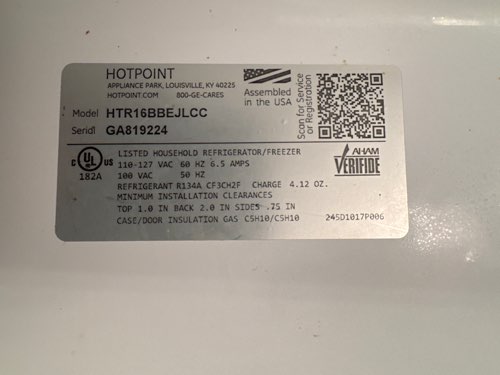 HOTPOINT
APPLIANCE PARK, LOUISVILLE, KY 40225
HOTPOINT.COM 800-GE-CARES
Assembled
in the USA
Scan for Service
or Registration
Model HTR16BBEJLCC
Serial GA819224
C UL US
LISTED
182A
LISTED HOUSEHOLD REFRIGERATOR/FREEZER
110-127 VAC 60 HZ 6.5 AMPS
100 VAC 50 HZ
REFRIGERANT R134A CF3CH2F CHARGE 4.12 OZ.
MINIMUM INSTALLATION CLEARANCES
TOP 1.0 IN BACK 2.0 IN SIDES .75 IN
CASE/DOOR INSULATION GAS C5H10/C5H10
AHAM
VERIFIDE
245D1017P006